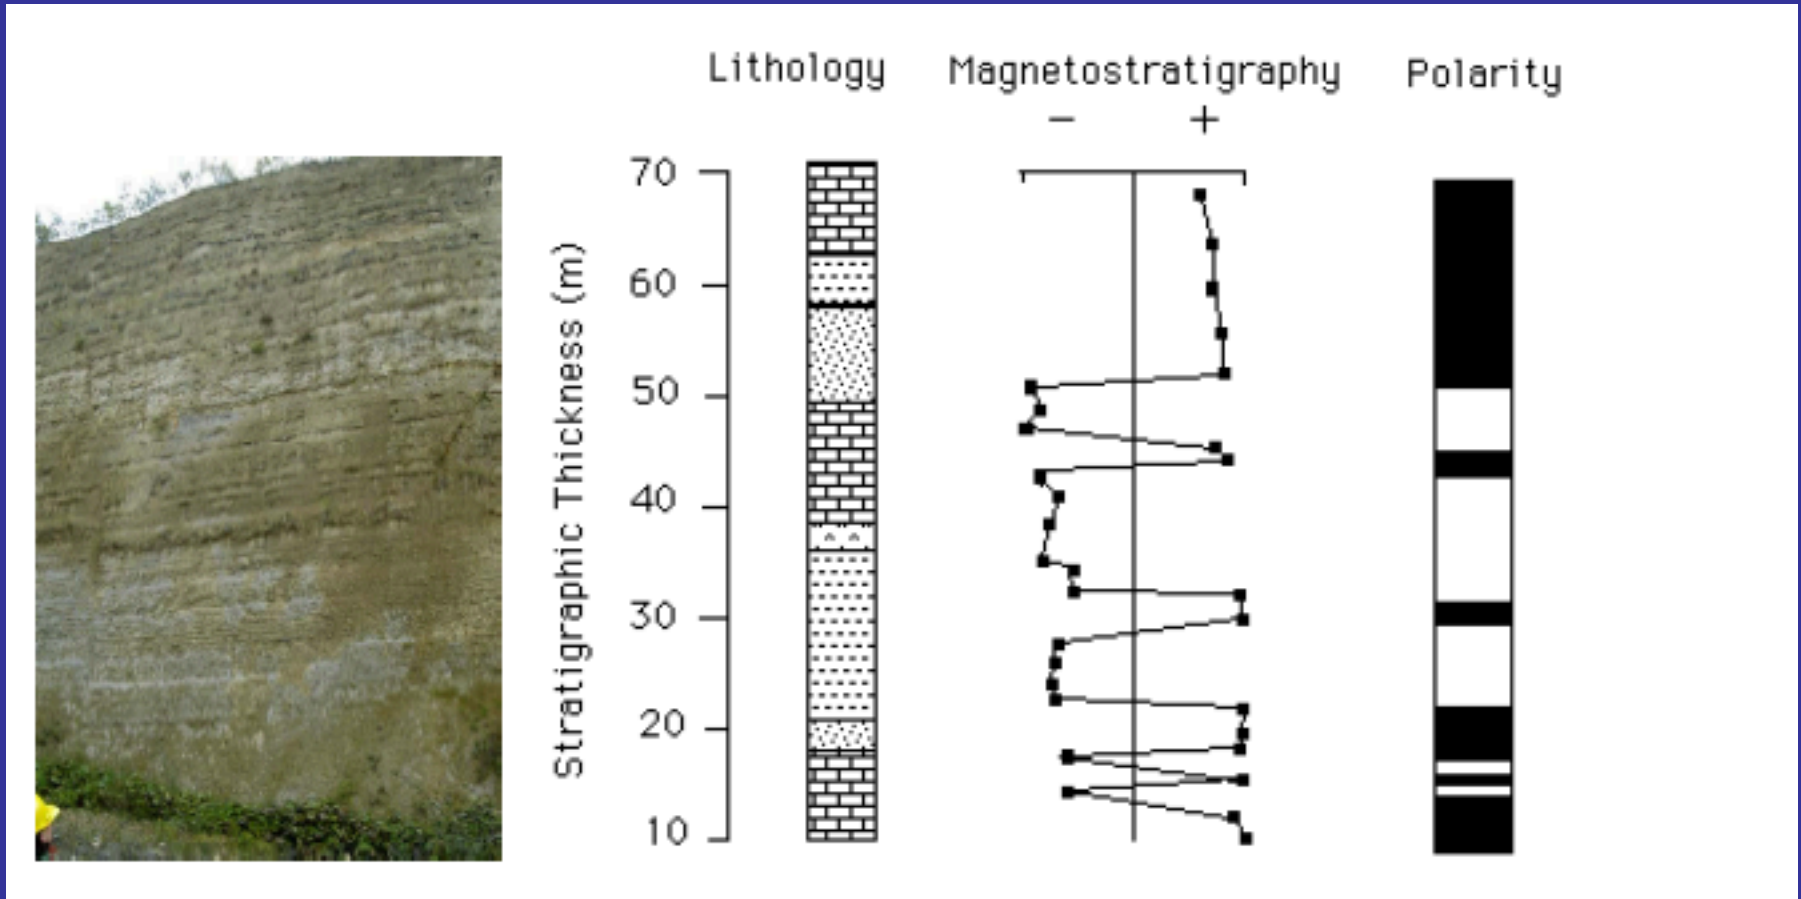 Lithology
Magnetostratigraphy
Polarity
− +
Stratigraphic Thickness (m)
70
60
50
40
30
20
10